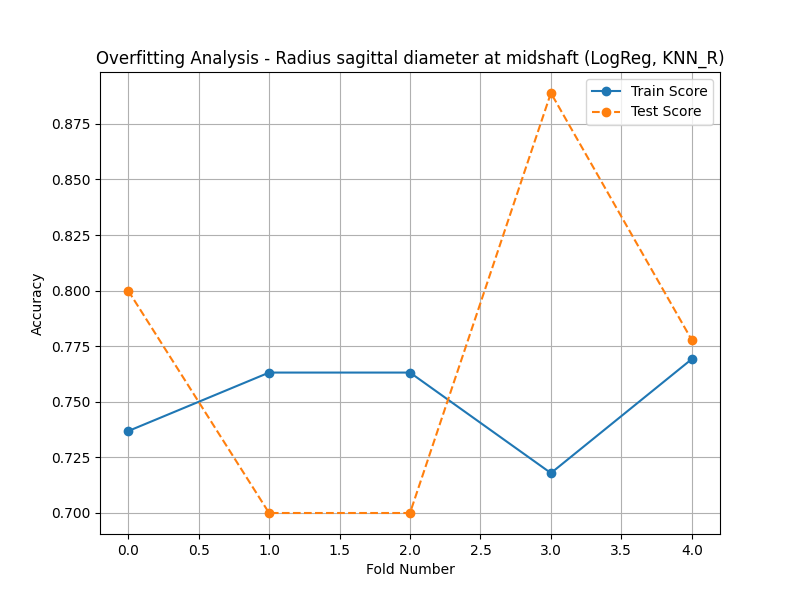 Overfitting Analysis - Radius sagittal diameter at midshaft (LogReg, KNN_R)
Train Score
Test Score
Accuracy
0.875
0.850
0.825
0.800
0.775
0.750
0.725
0.700
0.0 0.5 1.0 1.5 2.0 2.5 3.0 3.5 4.0
Fold Number